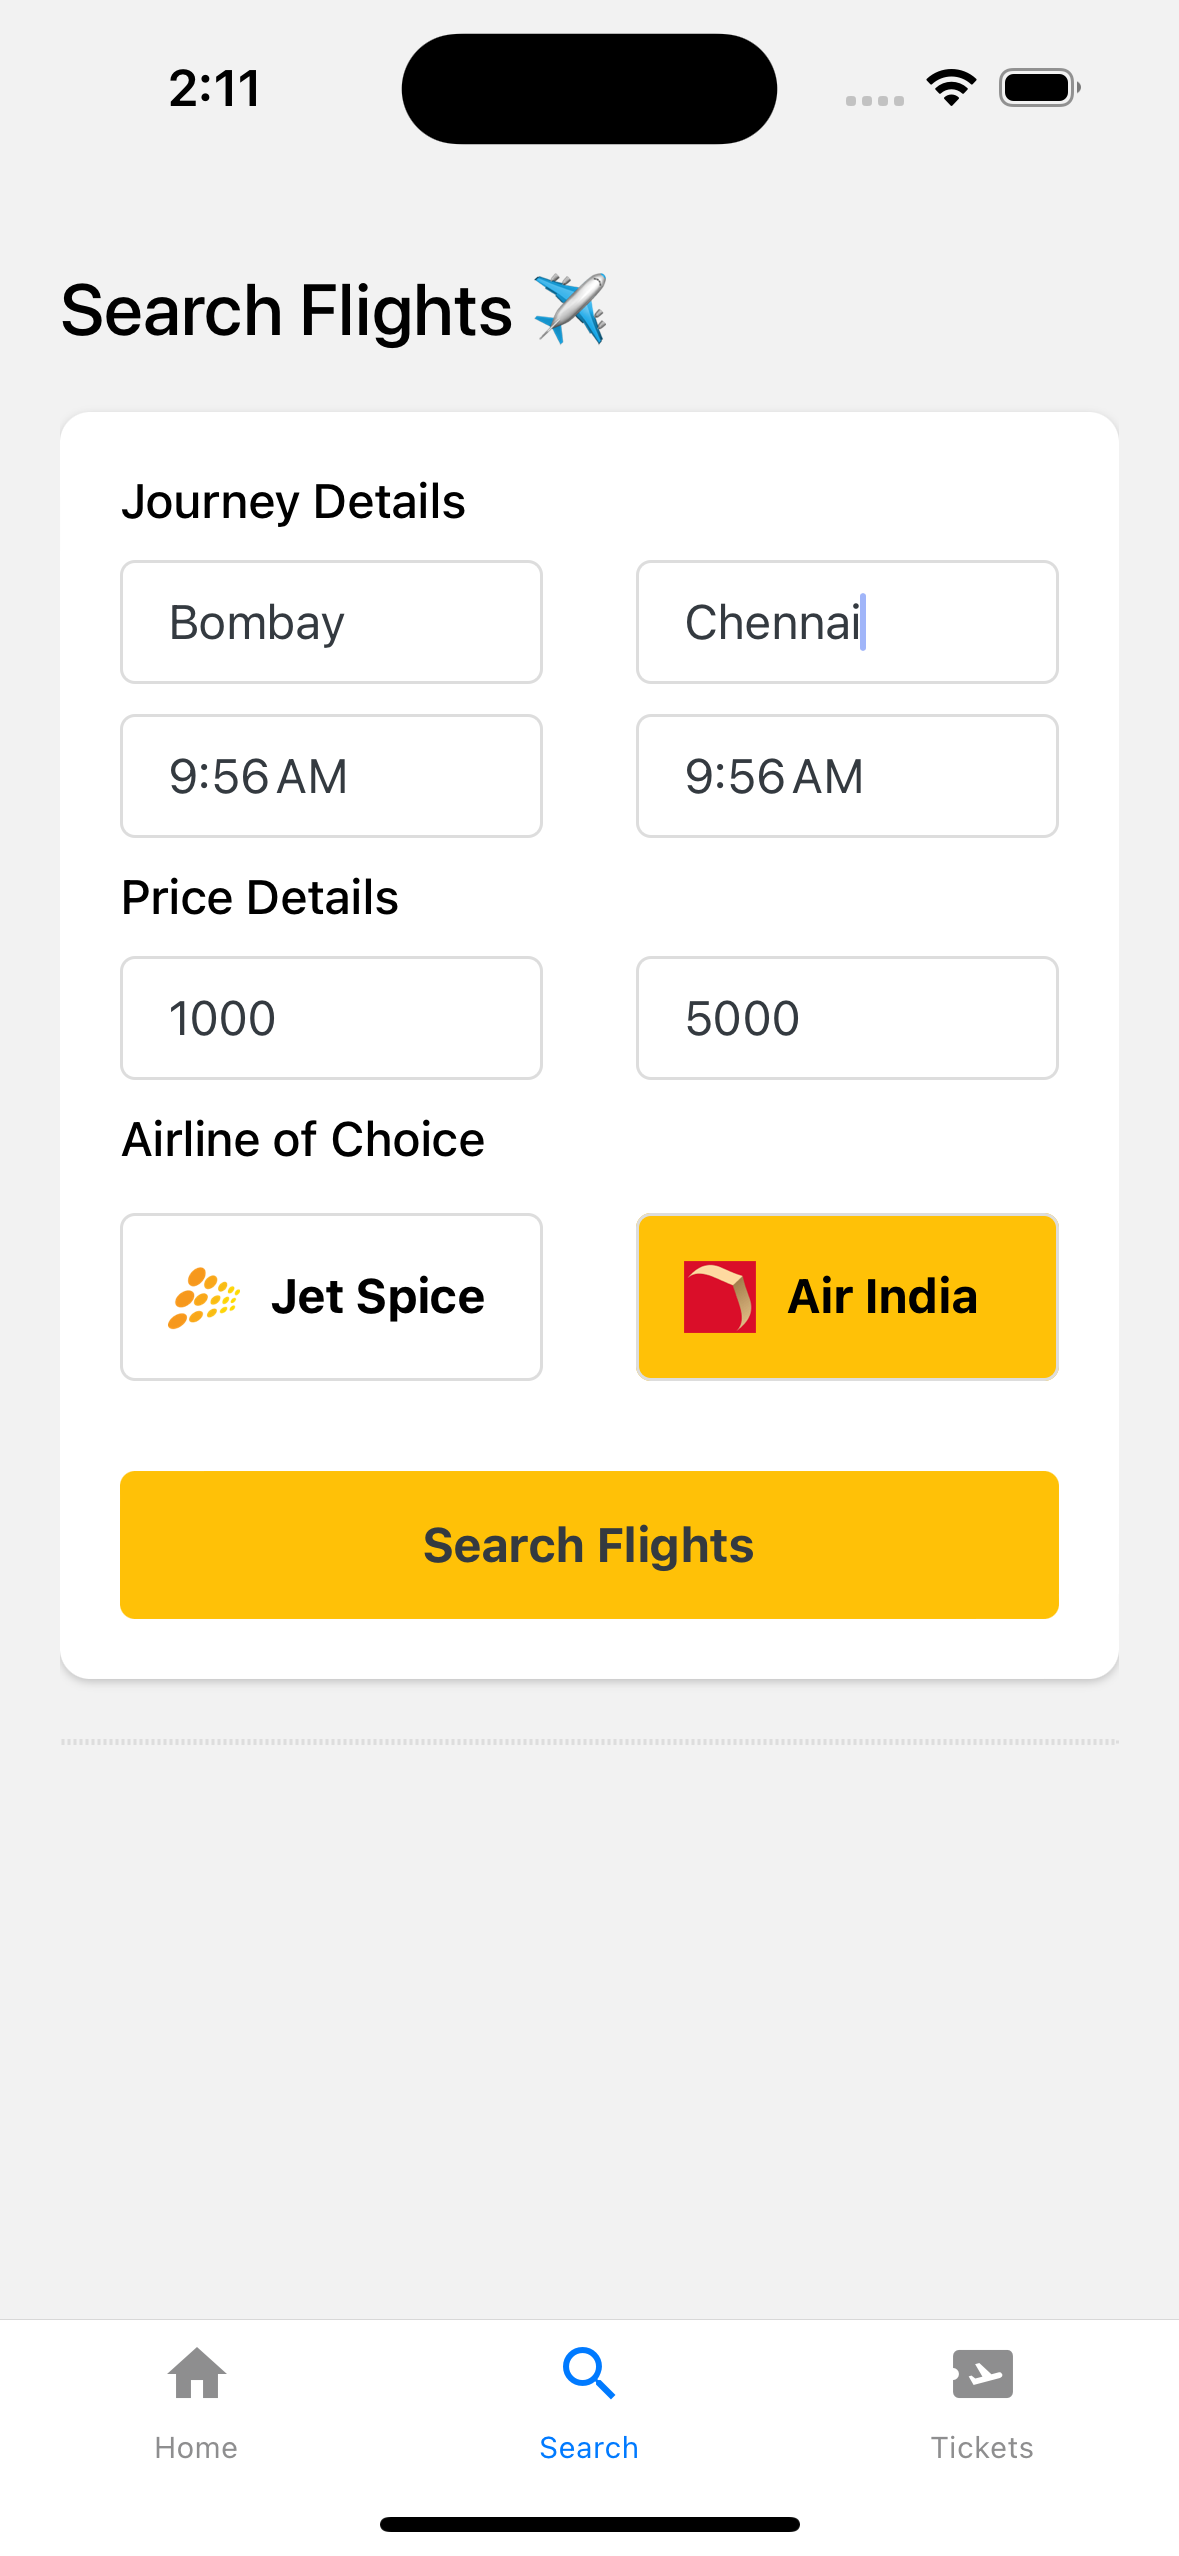 2:11
Search Flights ✈️
Journey Details
Bombay
Chennai
9:56 AM
9:56 AM
Price Details
1000
5000
Airline of Choice
Jet Spice
Air India
Search Flights
Home
Search
Tickets